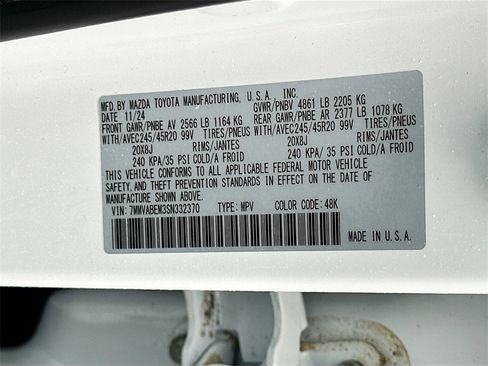 MFD. BY MAZDA TOYOTA MANUFACTURING, U.S.A., INC.
DATE 11/24 GVWR/PNBV 4861 LB 2205 KG
FRONT GAWR/PNBE AV 2566 LB 1164 KG REAR GAWR/PNBE AR 2377 LB 1078 KG
WITH/AVEC245/45R20 99V TIRES/PNEUS WITH/AVEC245/45R20 99V TIRES/PNEUS
20X8J RIMS/JANTES 20X8J RIMS/JANTES
240 KPA/ 35 PSI COLD/A FROID 240 KPA/ 35 PSI COLD/A FROID
THIS VEHICLE CONFORMS TO ALL APPLICABLE FEDERAL MOTOR VEHICLE
SAFETY, AND THEFT PREVENTION STANDARDS IN EFFECT ON THE DATE OF
MANUFACTURE SHOWN ABOVE.
VIN: 7MMVABEM3SN332370 TYPE: MPV COLOR CODE: 48K
MADE IN U.S.A.